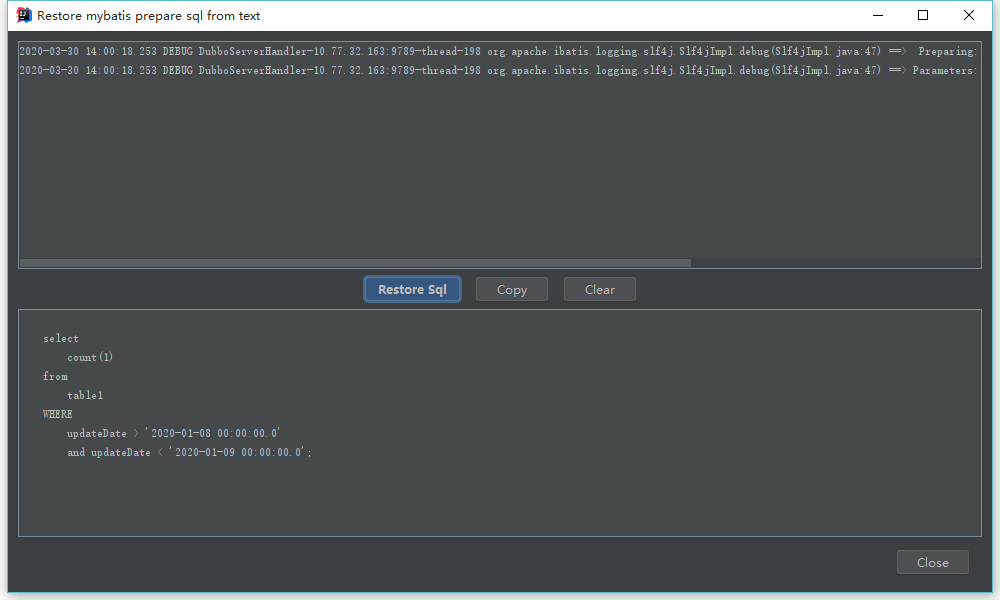 Restore mybatis prepare sql from text
2020-03-30 14:00:18.253 DEBUG DubboServerHandler-10.77.32.163:9789-thread-198 org.apache.ibatis.logging.slf4j.Slf4jImpl.debug(Slf4jImpl.java:47) ==>  Preparing:
2020-03-30 14:00:18.253 DEBUG DubboServerHandler-10.77.32.163:9789-thread-198 org.apache.ibatis.logging.slf4j.Slf4jImpl.debug(Slf4jImpl.java:47) ==> Parameters:
Restore Sql Copy Clear
select
    count(1)
from
    table1
WHERE
    updateDate > '2020-01-08 00:00:00.0'
    and updateDate < '2020-01-09 00:00:00.0';
Close